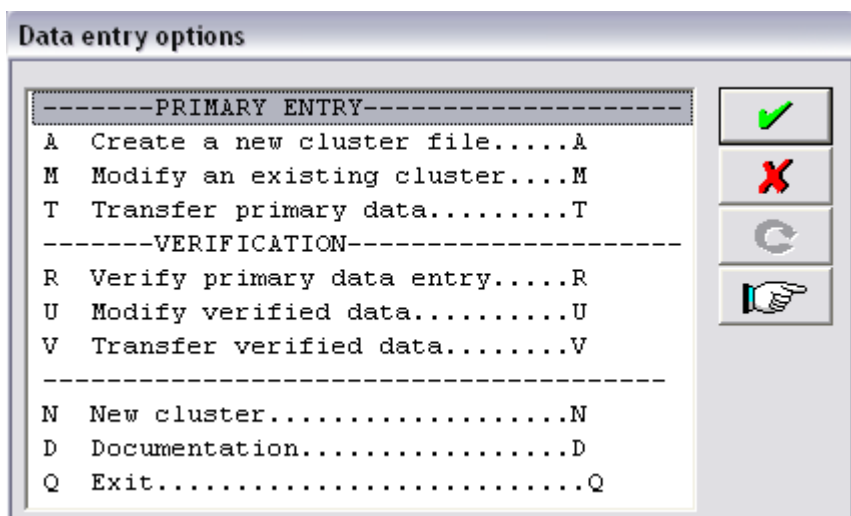 Data entry options
-------PRIMARY ENTRY--------------------
A  Create a new cluster file.....A
M  Modify an existing cluster....M
T  Transfer primary data.........T
-------VERIFICATION---------------------
R  Verify primary data entry.....R
U  Modify verified data..........U
V  Transfer verified data........V
---------------------------------------
N  New cluster...................N
D  Documentation.................D
Q  Exit...........................Q